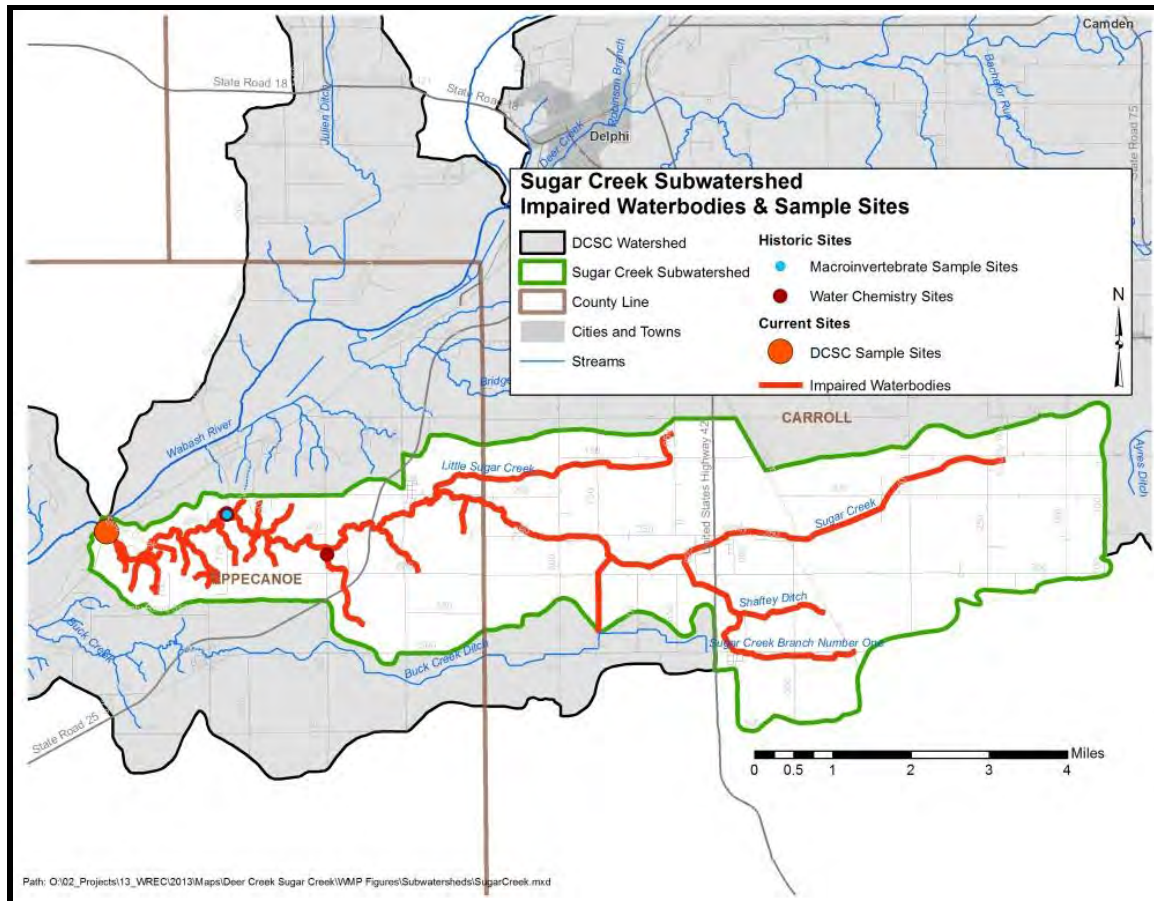 Camden
State Road 18
State Road 18
Julien Ditch
Robinson Branch
Bachelor Run
State Road 75
Deer Creek
Delphi
Sugar Creek Subwatershed
Impaired Waterbodies & Sample Sites
DCSC Watershed
Sugar Creek Subwatershed
County Line
Cities and Towns
Streams
Historic Sites
Macroinvertebrate Sample Sites
Water Chemistry Sites
Current Sites
DCSC Sample Sites
Impaired Waterbodies
N
Bridge
Wabash River
CARROLL
United States Highway 42
Ayres Ditch
Little Sugar Creek
Sugar Creek
IPPECANOE
Shaffey Ditch
Sugar Creek Branch Number One
Buck Creek
Buck Creek Ditch
State Road 25
Miles
0 0.5 1 2 3 4
Path: O:\02_Projects\13_WREC\2013\Maps\Deer Creek Sugar Creek\WMP Figures\Subwatersheds\SugarCreek.mxd